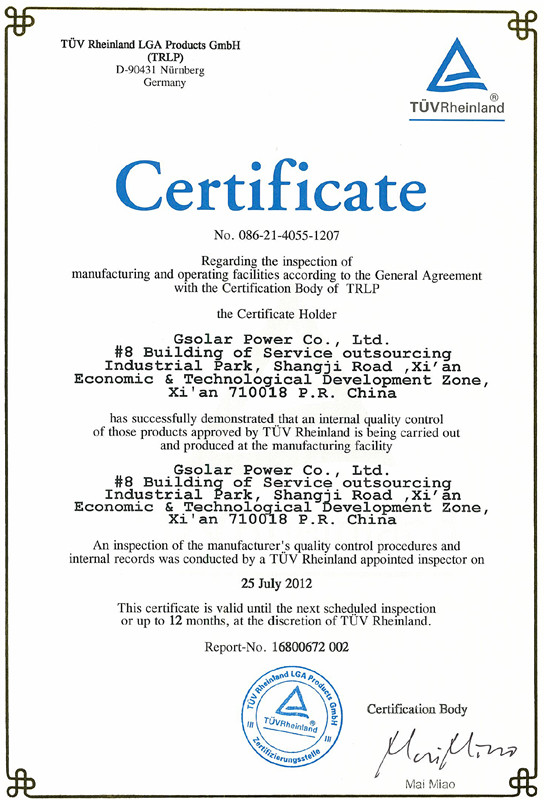 TÜV Rheinland LGA Products GmbH
(TRLP)
D-90431 Nürnberg
Germany
®
TÜVRheinland
Certificate
No. 086-21-4055-1207
Regarding the inspection of
manufacturing and operating facilities according to the General Agreement
with the Certification Body of TRLP
the Certificate Holder
Gsolar Power Co., Ltd.
#8 Building of Service outsourcing
Industrial Park, Shangji Road ,Xi'an
Economic & Technological Development Zone,
Xi'an 710018 P.R. China
has successfully demonstrated that an internal quality control
of those products approved by TÜV Rheinland is being carried out
and produced at the manufacturing facility
Gsolar Power Co., Ltd.
#8 Building of Service outsourcing
Industrial Park, Shangji Road ,Xi'an
Economic & Technological Development Zone,
Xi'an 710018 P.R. China
An inspection of the manufacturer's quality control procedures and
internal records was conducted by a TÜV Rheinland appointed inspector on
25 July 2012
This certificate is valid until the next scheduled inspection
or up to 12 months, at the discretion of TÜV Rheinland.
Report-No. 16800672 002
TÜV Rheinland LGA Products GmbH
®
TÜVRheinland
Zertifizierungsstelle
Certification Body
Mai Miao
Mai Miao